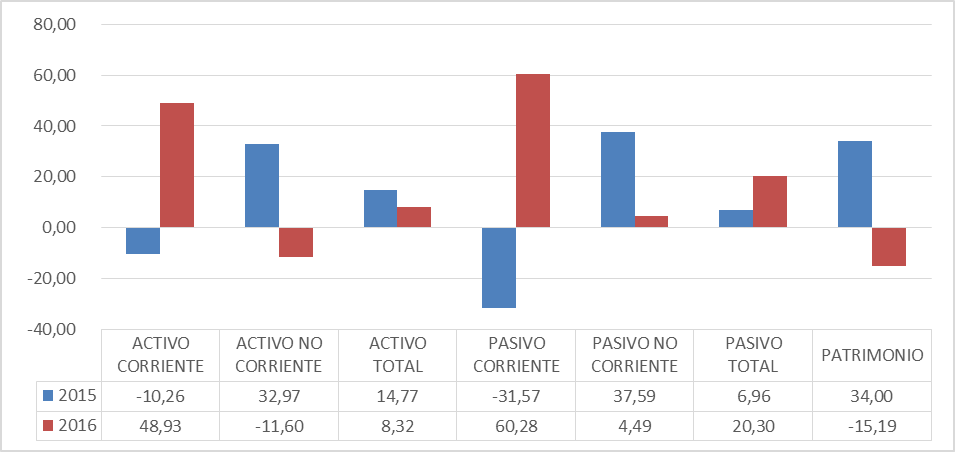 80,00
60,00
40,00
20,00
0,00
-20,00
-40,00
ACTIVO CORRIENTE
ACTIVO NO CORRIENTE
ACTIVO TOTAL
PASIVO CORRIENTE
PASIVO NO CORRIENTE
PASIVO TOTAL
PATRIMONIO
2015 -10,26 32,97 14,77 -31,57 37,59 6,96 34,00
2016 48,93 -11,60 8,32 60,28 4,49 20,30 -15,19